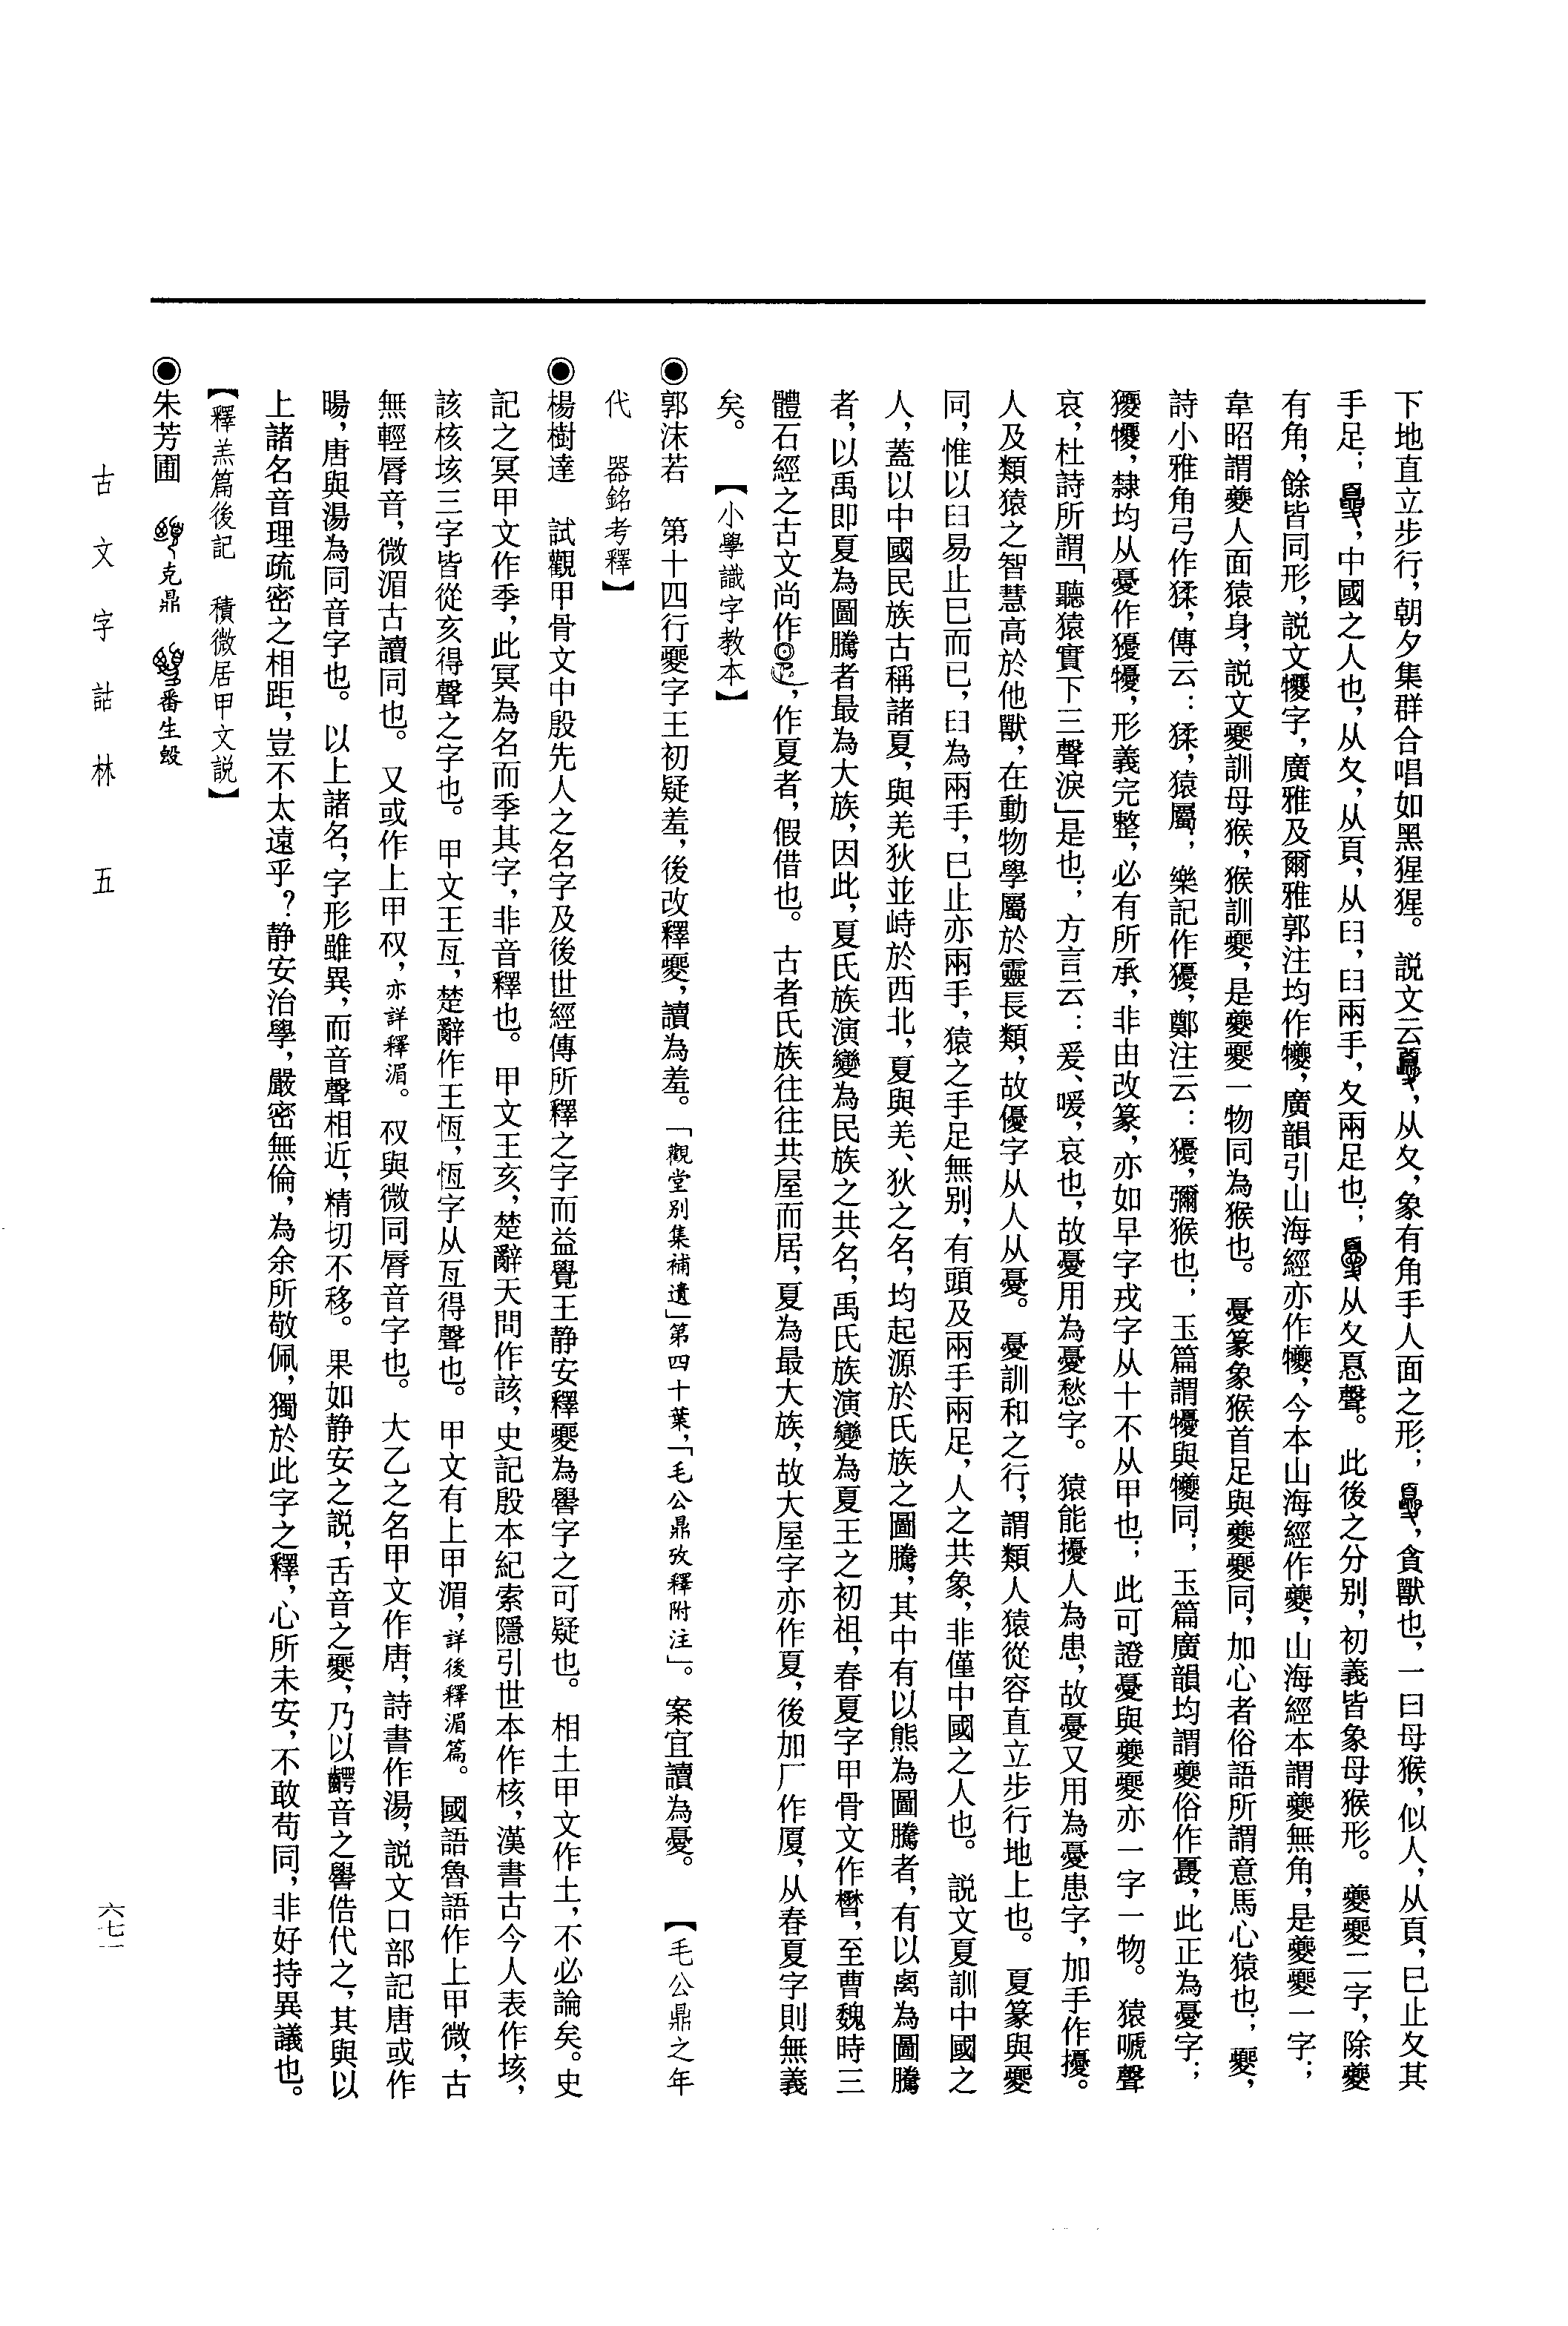 下地直立步行，朝夕集群合唱如黑猩猩。説文云，从夊，象有角手人面之形；，貪獸也，一曰母猴，似人，从頁，巳止夊其
手足；，中國之人也，从夊，从頁，从𦥑，𦥑兩手，夊兩足也；从夊㥑聲。此後之分别，初義皆象母猴形。夔夒二字，除夔
有角，餘皆同形，説文㹛字，廣雅及爾雅郭注均作犪，廣韻引山海經亦作犪，今本山海經作夔，山海經本謂夔無角，是夔夒一字；
韋昭謂夔人面猿身，説文夒訓母猴，猴訓夒，是夔夒一物同為猴也。憂篆象猴首足與夔夒同，加心者俗語所謂意馬心猿也；夒，
詩小雅角弓作猱，傳云：猱，猿屬；樂記作獶，鄭注云：獶，彌猴也；玉篇謂犪同；玉篇廣韻均謂夔俗作，此正為憂字；
，隸均从憂作獶，形義完整，必有所承，非由改篆，亦如早字戎字从十不从甲也；此可證憂與夔夒亦一字一物。猿嗁聲
哀，杜詩所謂「聽猿實下三聲淚」是也；方言云：爰、喛，哀也，故憂用為憂愁字。猿能擾人為患，故憂又用為憂患字，加手作擾。
人及類猿之智慧高於他獸，在動物學屬於靈長類，故優字从人从憂。憂訓和之行，謂類人猿從容直立步行地上也。夏篆與夒
同，惟以𦥑易止巳而已，𦥑為兩手，巳止亦兩手，猿之手足無别，有頭及兩手兩足，人之共象，非僅中國之人也。説文夏訓中國之
人，蓋以中國民族古稱諸夏，與羌狄並峙於西北，夏與羌、狄之名，均起源於氏族之圖騰，其中有以熊為圖騰者，有以禼為圖騰
者，以禹即夏為圖騰者最為大族，因此，夏氏族演變為民族之共名，禹氏族演變為夏王之初祖，春夏字甲骨文作，至曹魏時三
體石經之古文尚作，作夏者，假借也。古者氏族往往共屋而居，夏為最大族，故大屋字亦作夏，後加厂作厦，从春夏字則無義
矣。【小學識字教本】
◉郭沫若　第十四行夒字王初疑羞，後改釋夒，讀為羞。「觀堂别集補遺」第四十葉，「毛公鼎攷釋附注」。案宜讀為憂。【毛公鼎之年
代　器銘考釋】
◉楊樹達　試觀甲骨文中殷先人之名字及後世經傳所釋之字而益覺王静安釋夒為嚳字之可疑也。相土甲文作土，不必論矣。史
記之冥甲文作季，此冥為名而季其字，非音釋也。甲文王亥，楚辭天問作該，史記殷本紀索隱引世本作核，漢書古今人表作垓，
該核垓三字皆從亥得聲之字也。甲文王亙，楚辭作王恆，恆字从亙得聲也。甲文有上甲湄，詳後釋湄篇。國語魯語作上甲微，古
無輕脣音，微湄古讀同也。又或作上甲，亦詳釋湄。與微同脣音字也。大乙之名甲文作唐，詩書作湯，説文口部記唐或作
啺，唐與湯為同音字也。以上諸名，字形雖異，而音聲相近，精切不移。果如静安之説，舌音之夒，乃以齶音之嚳俈代之，其與以
上諸名音理疏密之相距，豈不太遠乎？静安治學，嚴密無倫，為余所敬佩，獨於此字之釋，心所未安，不敢苟同，非好持異議也。
【釋羔篇後記　積微居甲文説】
◉朱芳圃　克鼎　番生𣪘
古文字詁林　五
六七一